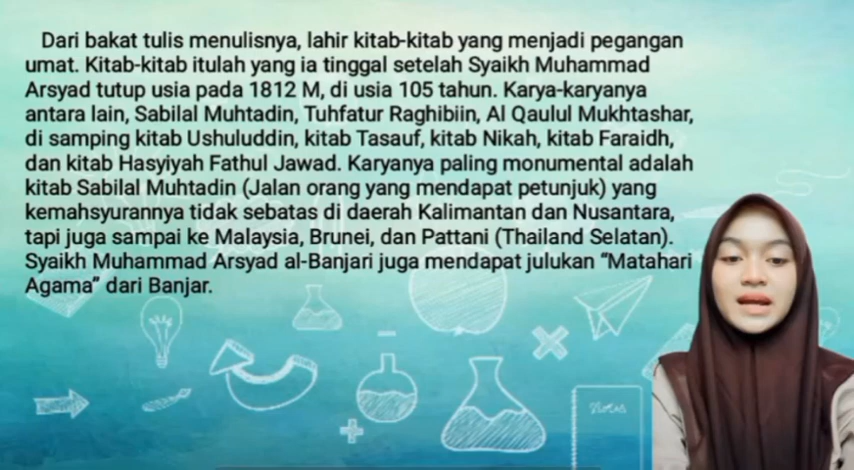 Dari bakat tulis menulisnya, lahir kitab-kitab yang menjadi pegangan
umat. Kitab-kitab itulah yang ia tinggal setelah Syaikh Muhammad
Arsyad tutup usia pada 1812 M, di usia 105 tahun. Karya-karyanya
antara lain, Sabilal Muhtadin, Tuhfatur Raghibiin, Al Qaulul Mukhtashar,
di samping kitab Ushuluddin, kitab Tasauf, kitab Nikah, kitab Faraidh,
dan kitab Hasyiyah Fathul Jawad. Karyanya paling monumental adalah
kitab Sabilal Muhtadin (Jalan orang yang mendapat petunjuk) yang
kemahsyurannya tidak sebatas di daerah Kalimantan dan Nusantara,
tapi juga sampai ke Malaysia, Brunei, dan Pattani (Thailand Selatan).
Syaikh Muhammad Arsyad al-Banjari juga mendapat julukan “Matahari
Agama” dari Banjar.
Notes